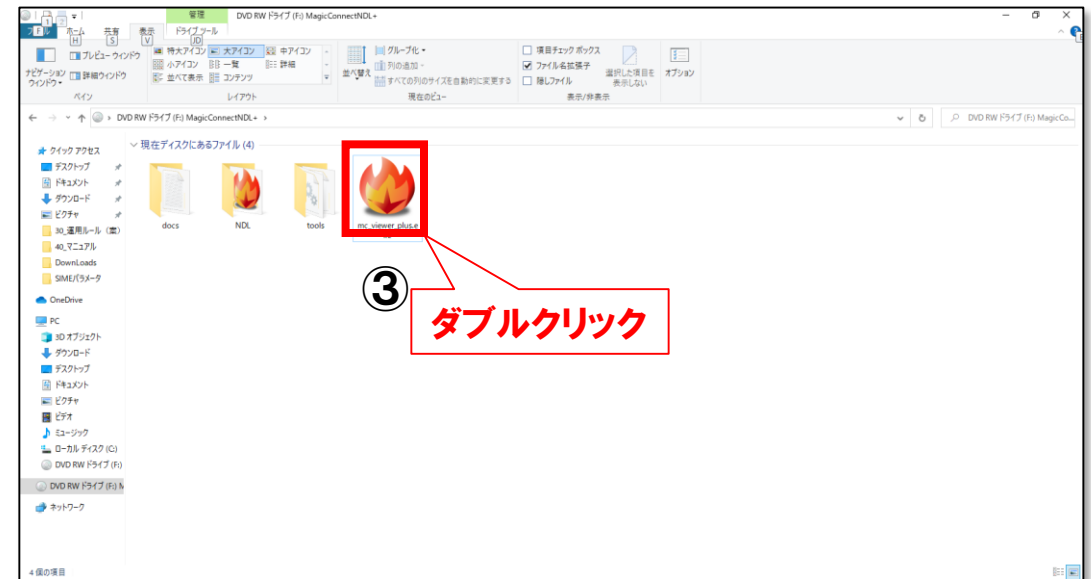 管理 DVD RW ドライブ (F:) MagicConnectNDL+
1 2
ホーム 共有 表示 ドライブ ツール
F H S V JD
プレビュー ウィンドウ
詳細ウィンドウ
ナビゲーション
ウィンドウ
ペイン
特大アイコン 大アイコン 中アイコン
小アイコン 一覧 詳細
並べて表示 コンテンツ
レイアウト
並べ替え
グループ化
列の追加
すべての列のサイズを自動的に変更する
現在のビュー
項目チェック ボックス
ファイル名拡張子
隠しファイル
選択した項目を
表示しない
表示/非表示
オプション
DVD RW ドライブ (F:) MagicConnectNDL+
DVD RW ドライブ (F:) MagicCo...
クイック アクセス
デスクトップ
ドキュメント
ダウンロード
ピクチャ
30_運用ルール（案）
40_マニュアル
DownLoads
SIME/パラメータ
OneDrive
PC
3D オブジェクト
ダウンロード
デスクトップ
ドキュメント
ピクチャ
ビデオ
ミュージック
ローカル ディスク (C:)
DVD RW ドライブ (F:)
DVD RW ドライブ (F:) M
ネットワーク
現在ディスクにあるファイル (4)
docs
NDL
tools
mc_viewer_plus.e
③
ダブルクリック
4 個の項目